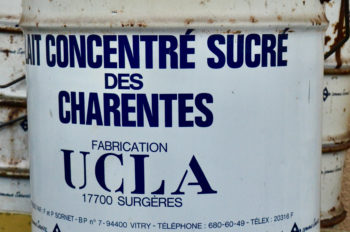 AIT CONCENTRÉ SUCRÉ
DES
CHARENTES
FABRICATION
UCLA
17700 SURGÈRES
P SORNET - BP n° 7 - 94400 VITRY - TÉLÉPHONE : 680-60-49 - TÉLEX : 20316 F